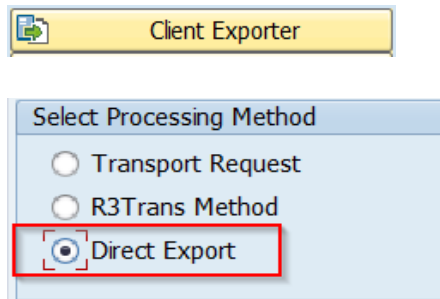 Client Exporter
Select Processing Method
Transport Request
R3Trans Method
Direct Export